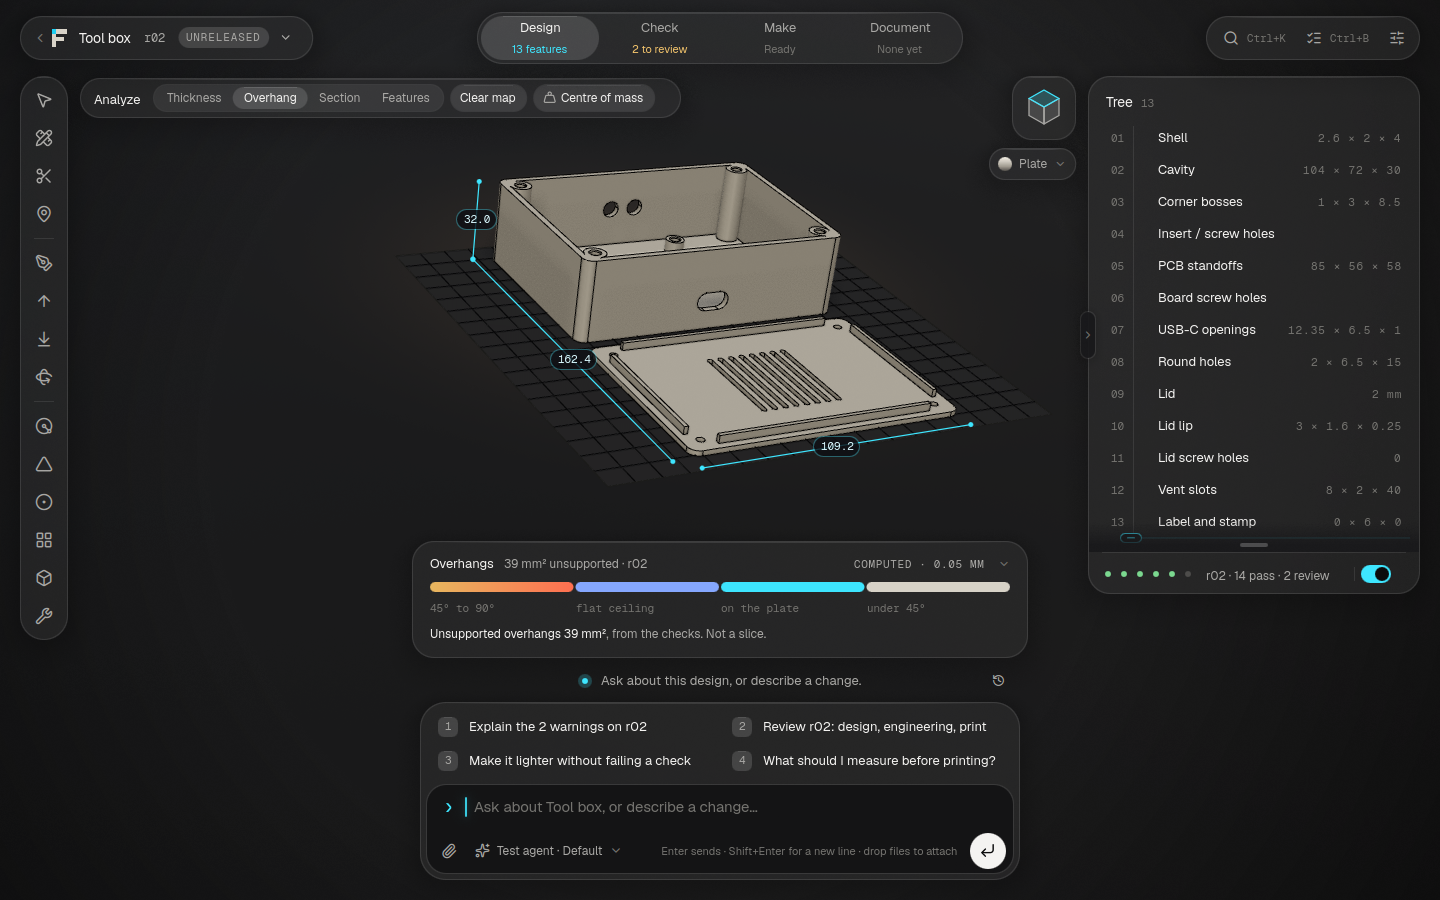 Tool box r02 UNRELEASED
Design
13 features
Check
2 to review
Make
Ready
Document
None yet
Ctrl+K Ctrl+B
Analyze Thickness Overhang Section Features Clear map Centre of mass
Plate
32.0
162.4
109.2
Tree 13
01 Shell 2.6 × 2 × 4
02 Cavity 104 × 72 × 30
03 Corner bosses 1 × 3 × 8.5
04 Insert / screw holes
05 PCB standoffs 85 × 56 × 58
06 Board screw holes
07 USB-C openings 12.35 × 6.5 × 1
08 Round holes 2 × 6.5 × 15
09 Lid 2 mm
10 Lid lip 3 × 1.6 × 0.25
11 Lid screw holes 0
12 Vent slots 8 × 2 × 40
13 Label and stamp 0 × 6 × 0
r02 · 14 pass · 2 review
Overhangs 39 mm² unsupported · r02 COMPUTED · 0.05 MM
45° to 90° flat ceiling on the plate under 45°
Unsupported overhangs 39 mm², from the checks. Not a slice.
Ask about this design, or describe a change.
1 Explain the 2 warnings on r02
2 Review r02: design, engineering, print
3 Make it lighter without failing a check
4 What should I measure before printing?
Ask about Tool box, or describe a change...
Test agent · Default
Enter sends · Shift+Enter for a new line · drop files to attach